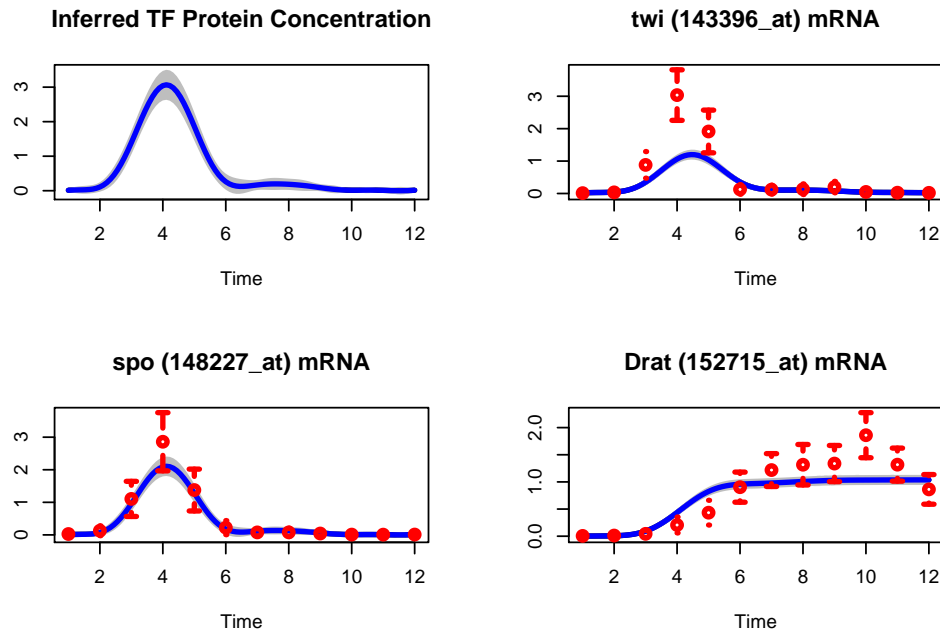 Inferred TF Protein Concentration
0 1 2 3
2 4 6 8 10 12
Time
twi (143396_at) mRNA
0 1 2 3
2 4 6 8 10 12
Time
spo (148227_at) mRNA
0 1 2 3
2 4 6 8 10 12
Time
Drat (152715_at) mRNA
0.0 1.0 2.0
2 4 6 8 10 12
Time